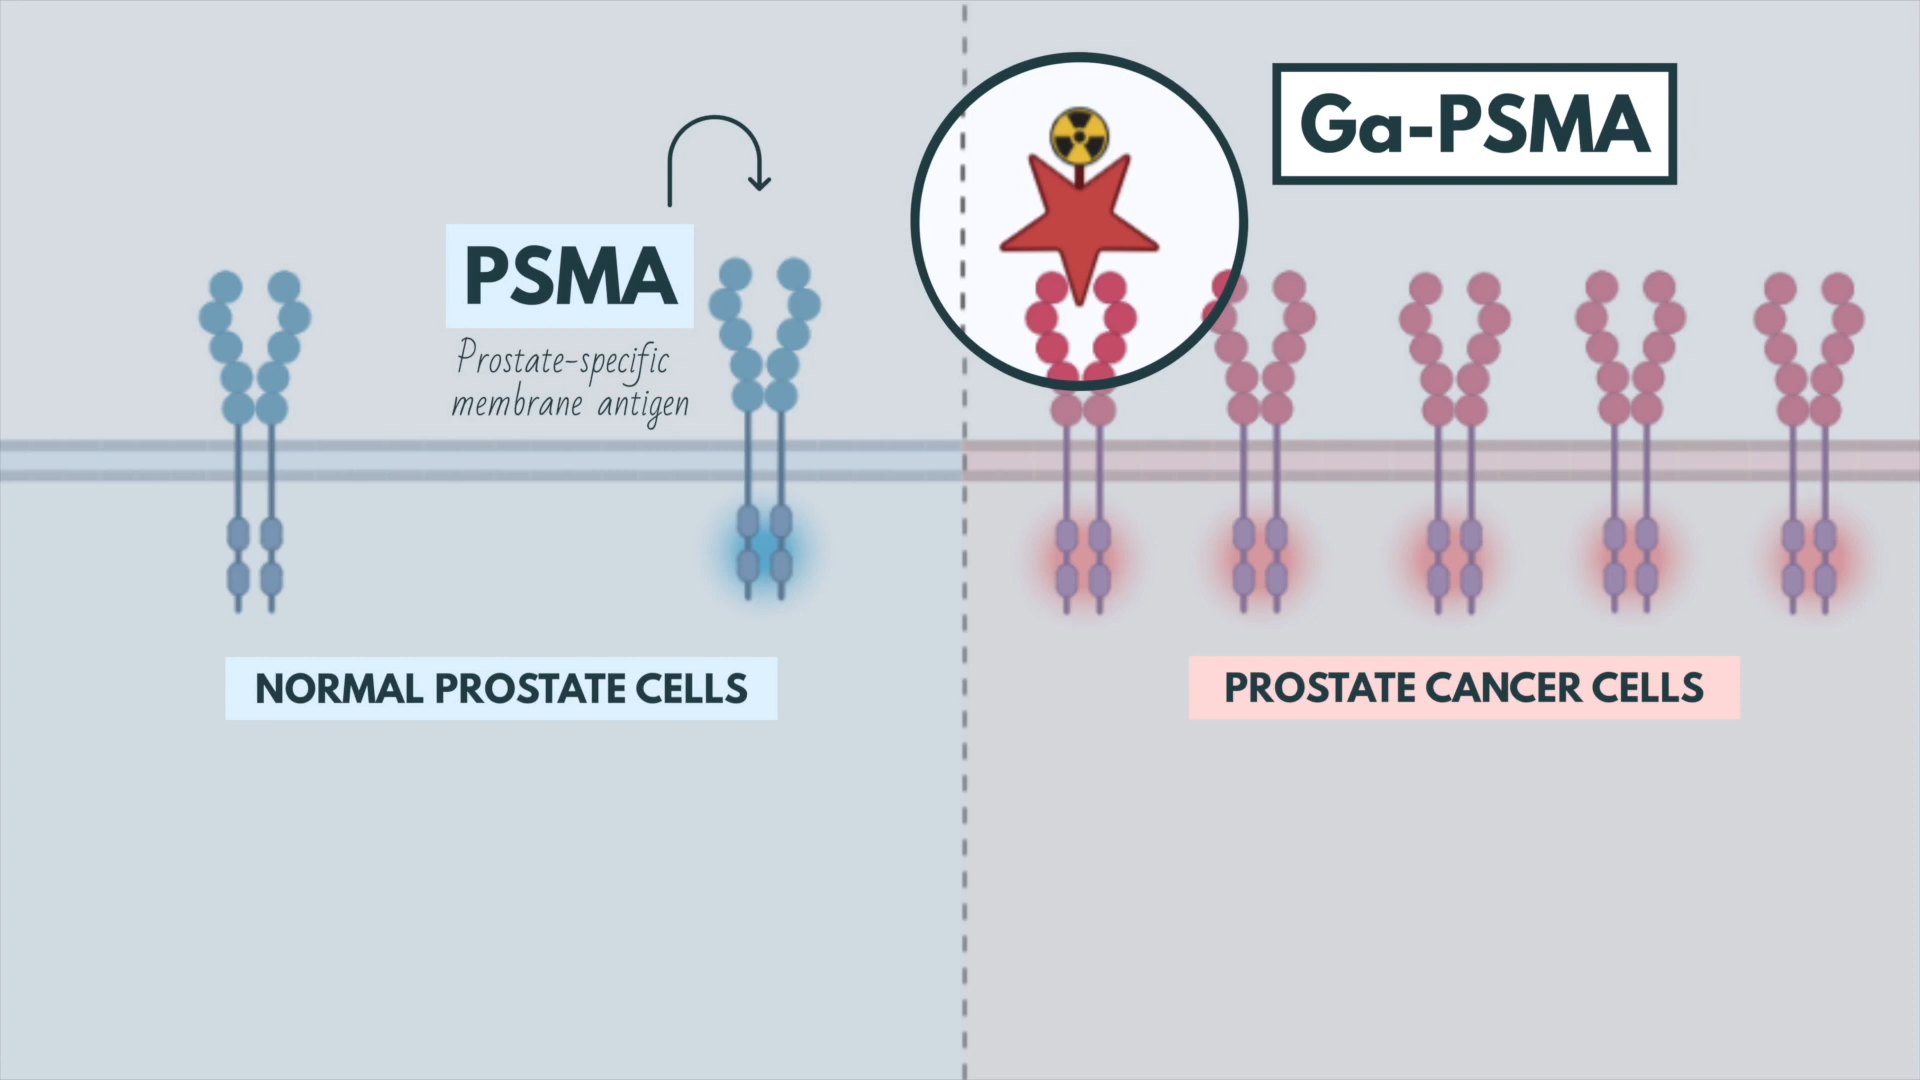 Ga-PSMA
PSMA
Prostate-specific
membrane antigen
NORMAL PROSTATE CELLS
PROSTATE CANCER CELLS